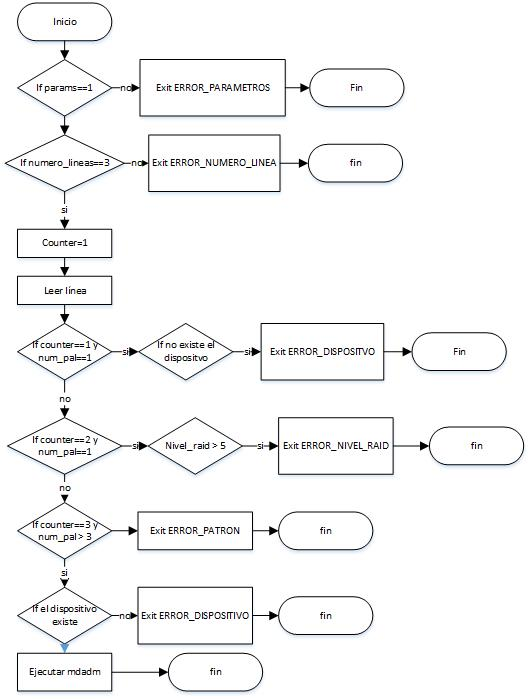 Inicio
If params==1
no
Exit ERROR_PARAMETROS
Fin
If numero_lineas==3
no
Exit ERROR_NUMERO_LINEA
fin
si
Counter=1
Leer línea
If counter==1 y
num_pal==1
si
If no existe el
dispositvo
si
Exit ERROR_DISPOSITVO
Fin
no
If counter==2 y
num_pal==1
si
Nivel_raid > 5
si
Exit ERROR_NIVEL_RAID
fin
no
If counter==3 y
num_pal> 3
Exit ERROR_PATRON
fin
si
If el dispositivo
existe
no
Exit ERROR_DISPOSITIVO
fin
Ejecutar mdadm
fin